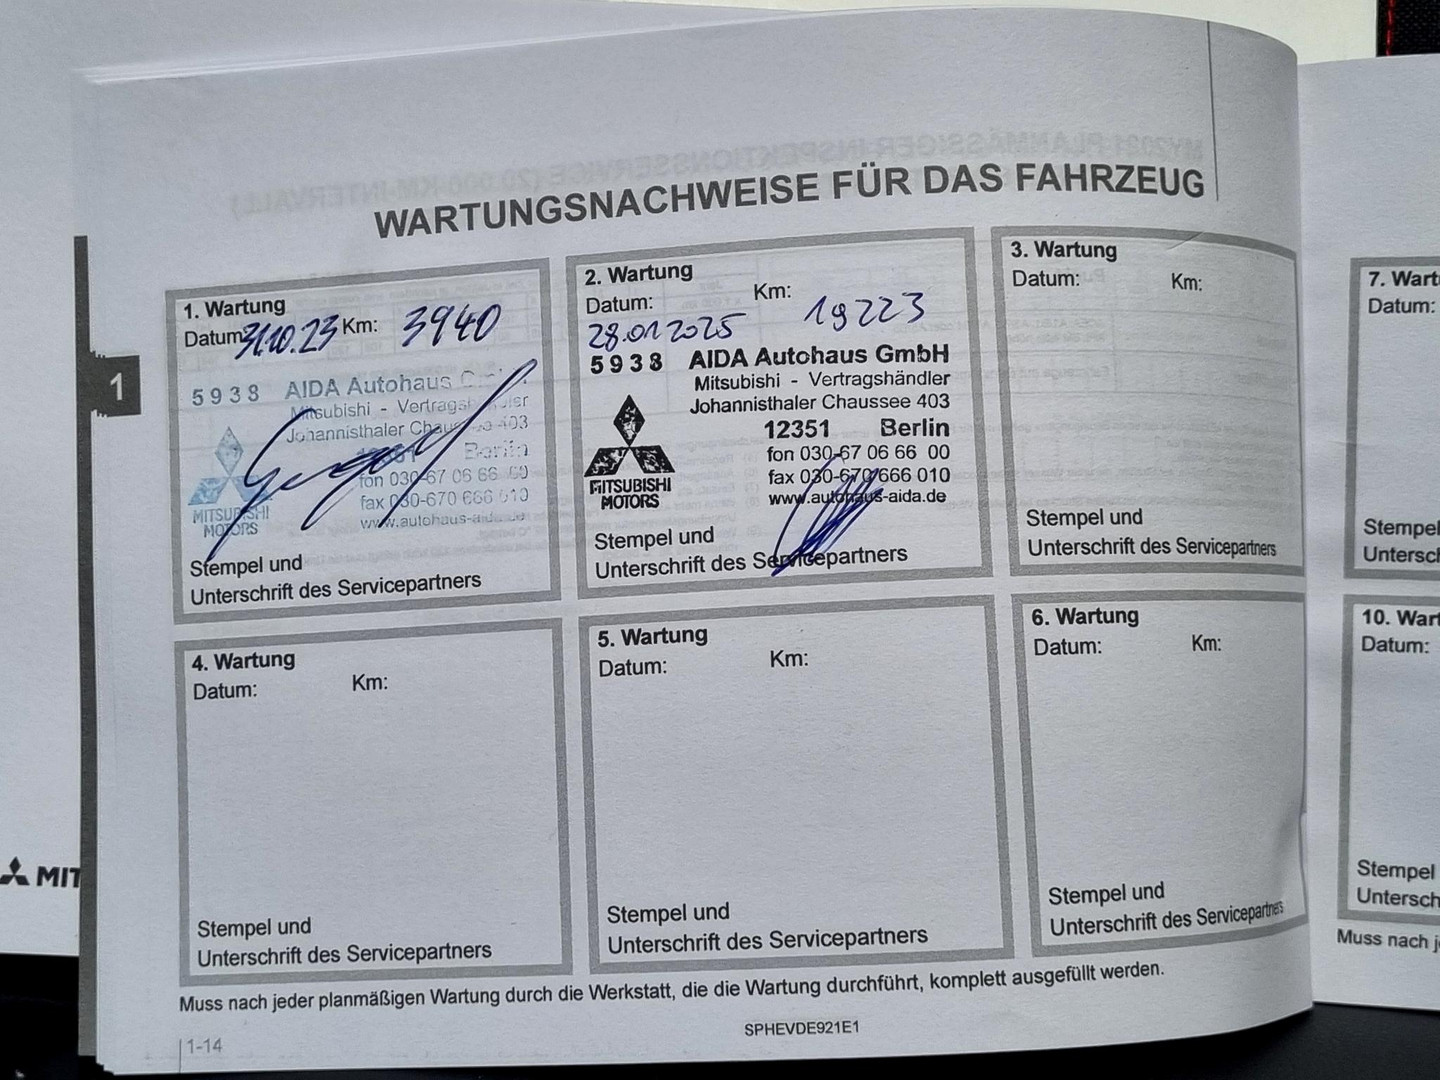 WARTUNGSNACHWEISE FÜR DAS FAHRZEUG
1. Wartung
Datum: 31.10.23 Km: 3940
5938 AIDA Autohaus
Mitsubishi - Vertragshändler
Johannisthaler Chaussee 403
12351 Berlin
fon 030-67 06 66 00
fax 030-670 666 010
www.autohaus-aida.de
MITSUBISHI
MOTORS
Stempel und
Unterschrift des Servicepartners
2. Wartung
Datum: Km:
28.01.2025 19223
5938 AIDA Autohaus GmbH
Mitsubishi - Vertragshändler
Johannisthaler Chaussee 403
12351 Berlin
fon 030-67 06 66 00
fax 030-670 666 010
www.autohaus-aida.de
MITSUBISHI
MOTORS
Stempel und
Unterschrift des Servicepartners
3. Wartung
Datum: Km:
Stempel und
Unterschrift des Servicepartners
4. Wartung
Datum: Km:
Stempel und
Unterschrift des Servicepartners
5. Wartung
Datum: Km:
Stempel und
Unterschrift des Servicepartners
6. Wartung
Datum: Km:
Stempel und
Unterschrift des Servicepartners
Muss nach jeder planmäßigen Wartung durch die Werkstatt, die die Wartung durchführt, komplett ausgefüllt werden.
SPHEVDE921E1
1-14
1
MIT
7. Wart
Datum:
Stempel
Untersch
10. Wart
Datum:
Stempel
Untersch
Muss nach j